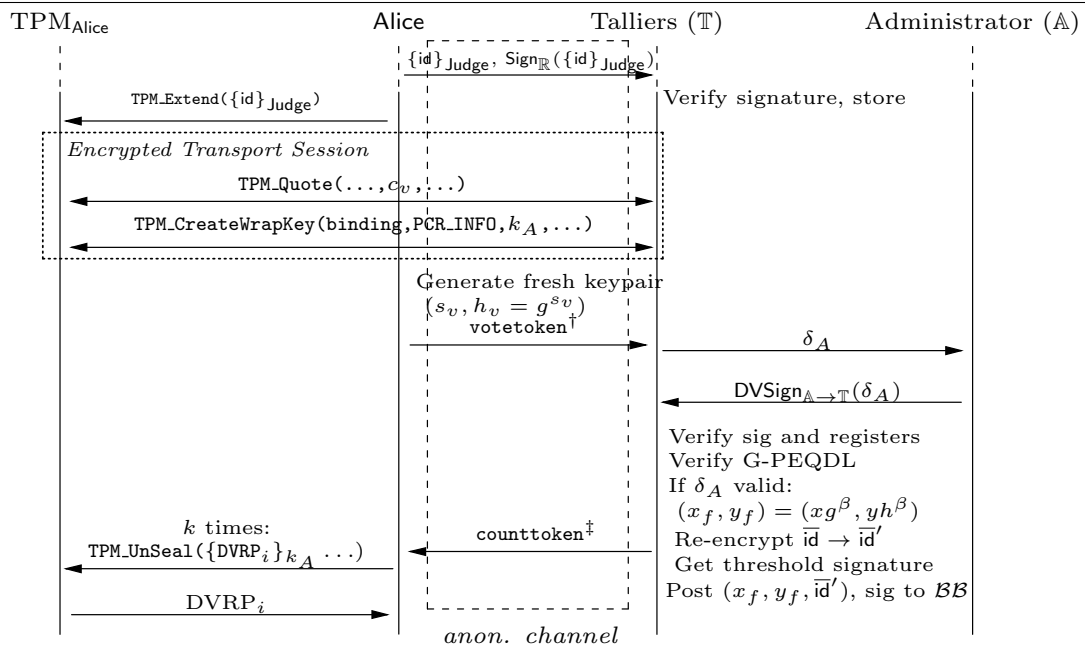 TPM_Alice Alice Talliers (𝕋) Administrator (𝔸)
{id}_Judge, Sign_ℝ({id}_Judge)
TPM_Extend({id}_Judge)
Verify signature, store
Encrypted Transport Session
TPM_Quote(...,c_v,...)
TPM_CreateWrapKey(binding,PCR_INFO,k_A,...)
Generate fresh keypair
(s_v, h_v = g^{s_v})
votetoken†
δ_A
DVSign_{𝔸→𝕋}(δ_A)
Verify sig and registers
Verify G-PEQDL
If δ_A valid:
(x_f, y_f) = (xg^β, yh^β)
Re-encrypt i̅d̅ → i̅d̅′
Get threshold signature
Post (x_f, y_f, i̅d̅′), sig to ℬℬ
counttoken‡
k times:
TPM_UnSeal({DVRP_i}_{k_A} ...)
DVRP_i
anon. channel